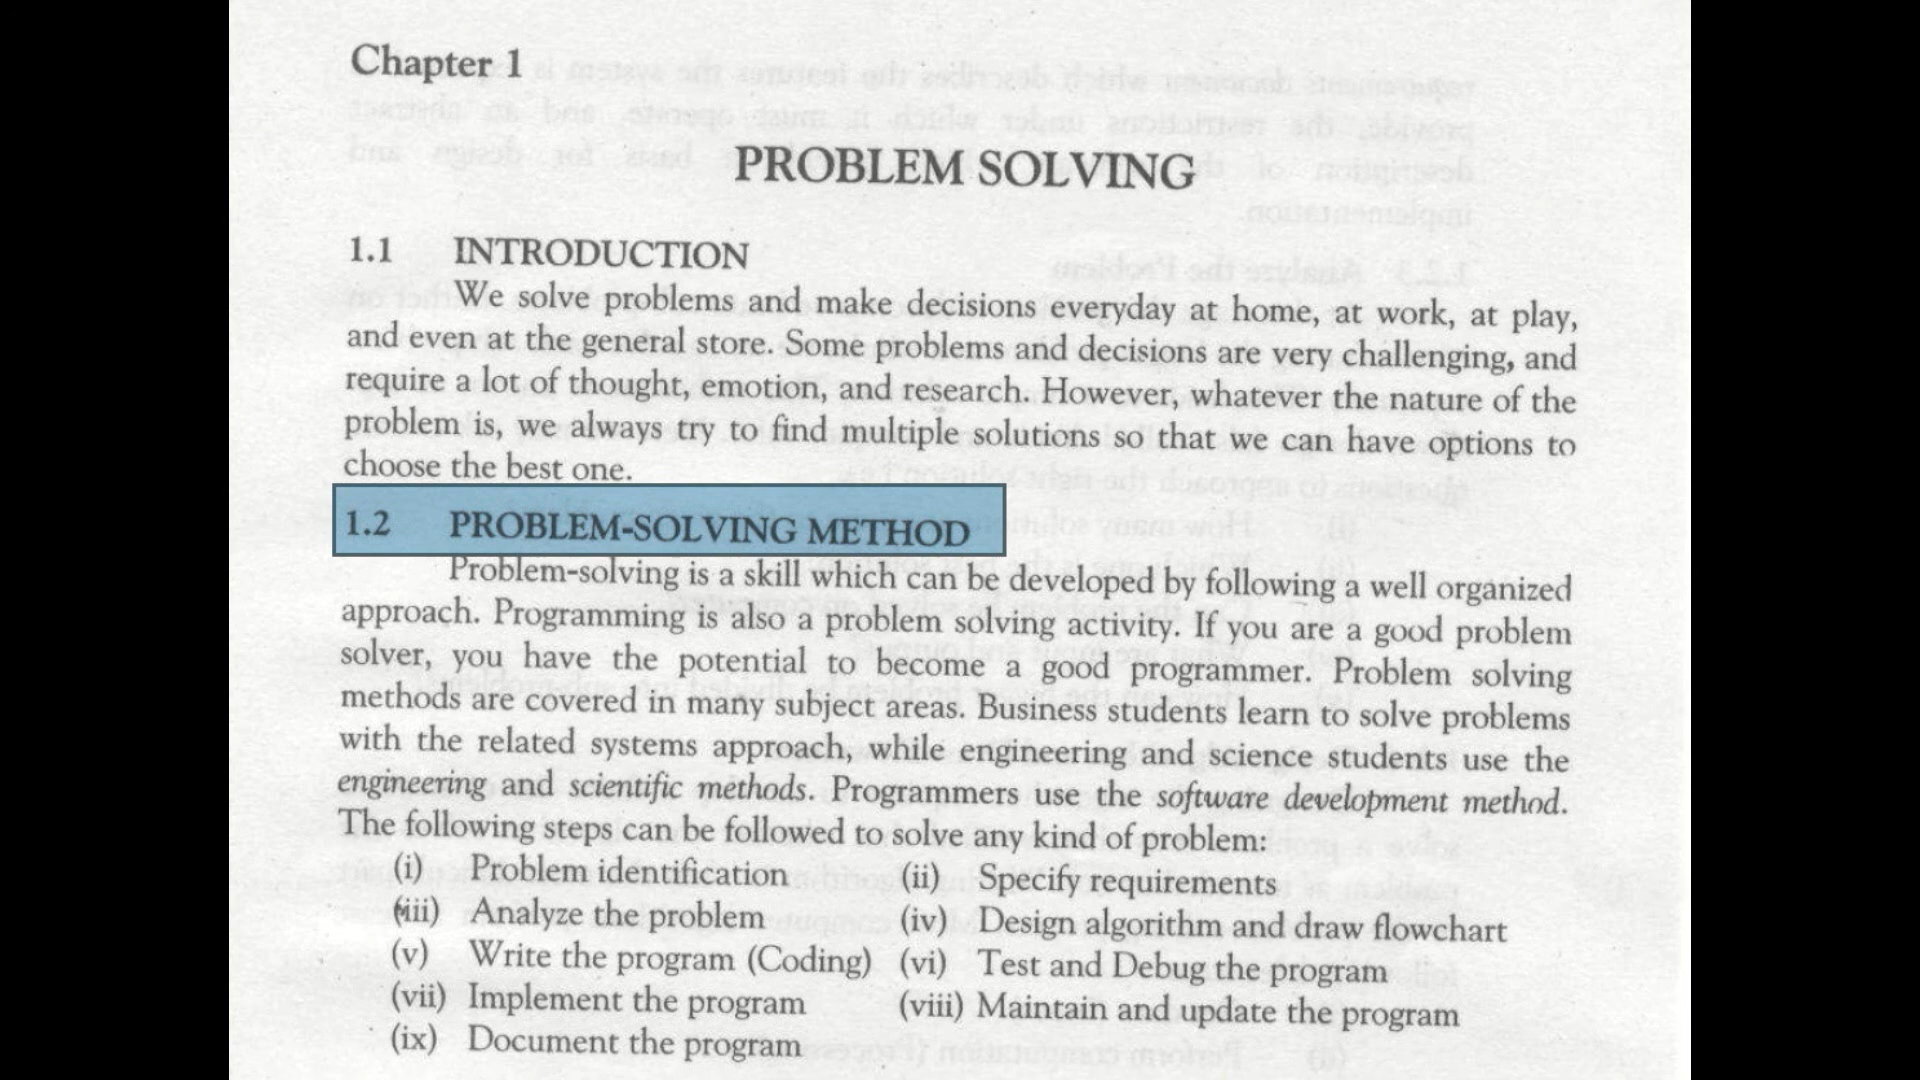 Chapter 1
PROBLEM SOLVING
1.1 INTRODUCTION
We solve problems and make decisions everyday at home, at work, at play,
and even at the general store. Some problems and decisions are very challenging, and
require a lot of thought, emotion, and research. However, whatever the nature of the
problem is, we always try to find multiple solutions so that we can have options to
choose the best one.
1.2 PROBLEM-SOLVING METHOD
Problem-solving is a skill which can be developed by following a well organized
approach. Programming is also a problem solving activity. If you are a good problem
solver, you have the potential to become a good programmer. Problem solving
methods are covered in many subject areas. Business students learn to solve problems
with the related systems approach, while engineering and science students use the
engineering and scientific methods. Programmers use the software development method.
The following steps can be followed to solve any kind of problem:
(i) Problem identification (ii) Specify requirements
(iii) Analyze the problem (iv) Design algorithm and draw flowchart
(v) Write the program (Coding) (vi) Test and Debug the program
(vii) Implement the program (viii) Maintain and update the program
(ix) Document the program